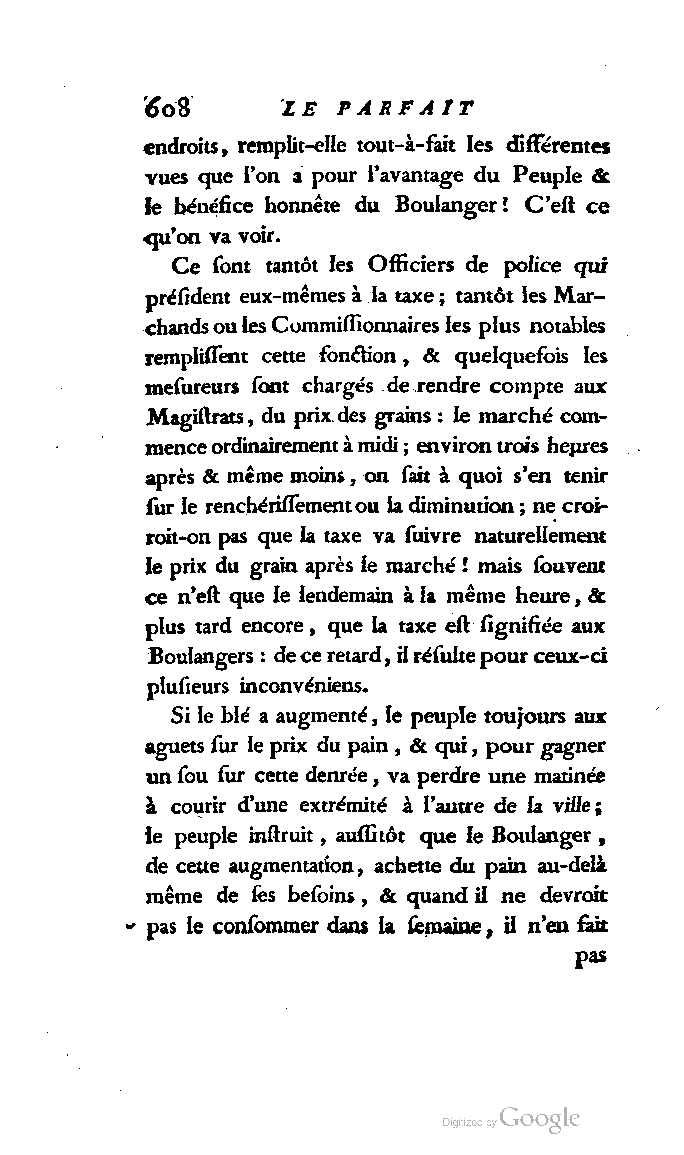 608 LE PARFAIT
endroits, remplit-elle tout-à-fait les différentes
vues que l'on a pour l'avantage du Peuple &
le bénéfice honnête du Boulanger! C'eſt ce
qu'on va voir.
Ce ſont tantôt les Officiers de police qui
préſident eux-mêmes à la taxe; tantôt les Mar-
chands ou les Commiſſionnaires les plus notables
rempliſſent cette fonction, & quelquefois les
meſureurs ſont chargés de rendre compte aux
Magiſtrats, du prix des grains: le marché com-
mence ordinairement à midi; environ trois heures
après & même moins, on ſait à quoi s'en tenir
ſur le renchériſſement ou la diminution; ne croi-
roit-on pas que la taxe va ſuivre naturellement
le prix du grain après le marché! mais ſouvent
ce n'eſt que le lendemain à la même heure, &
plus tard encore, que la taxe eſt ſignifiée aux
Boulangers: de ce retard, il réſulte pour ceux-ci
pluſieurs inconvéniens.
Si le blé a augmenté, le peuple toujours aux
aguets ſur le prix du pain, & qui, pour gagner
un ſou ſur cette denrée, va perdre une matinée
à courir d'une extrémité à l'autre de la ville;
le peuple inſtruit, auſſitôt que le Boulanger,
de cette augmentation, achette du pain au-delà
même de ſes beſoins, & quand il ne devroit
pas le conſommer dans la ſemaine, il n'en fait
pas
Digitized by Google